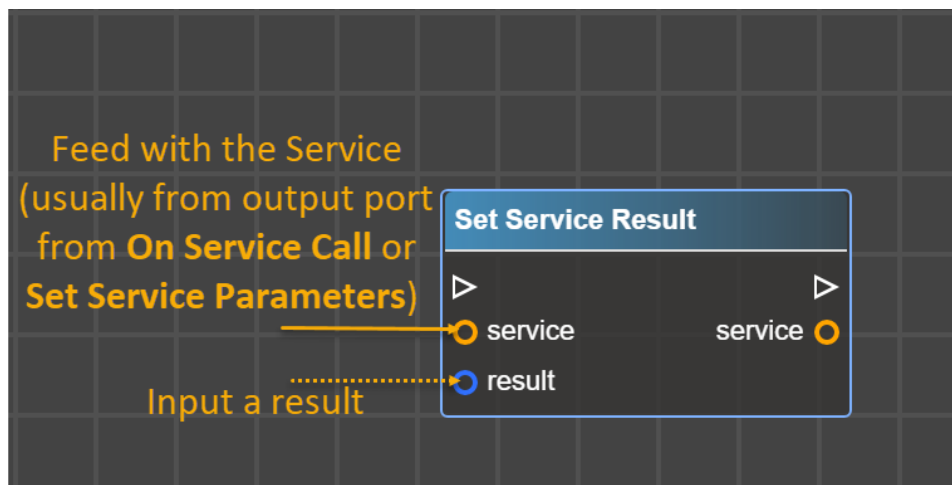 Feed with the Service
(usually from output port
from On Service Call or
Set Service Parameters)
Input a result
Set Service Result
service service
result